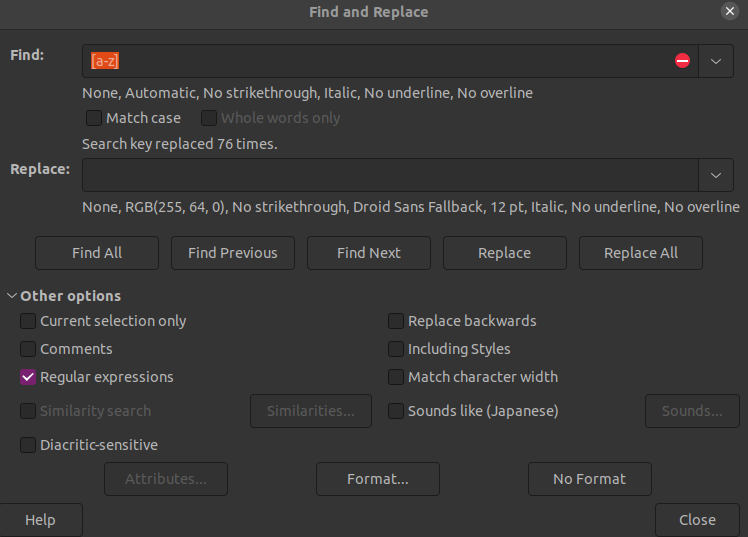 Find and Replace
Find:
[a-z]
None, Automatic, No strikethrough, Italic, No underline, No overline
Match case
Whole words only
Search key replaced 76 times.
Replace:
None, RGB(255, 64, 0), No strikethrough, Droid Sans Fallback, 12 pt, Italic, No underline, No overline
Find All
Find Previous
Find Next
Replace
Replace All
Other options
Current selection only
Replace backwards
Comments
Including Styles
Regular expressions
Match character width
Similarity search
Similarities...
Sounds like (Japanese)
Sounds...
Diacritic-sensitive
Attributes...
Format...
No Format
Help
Close